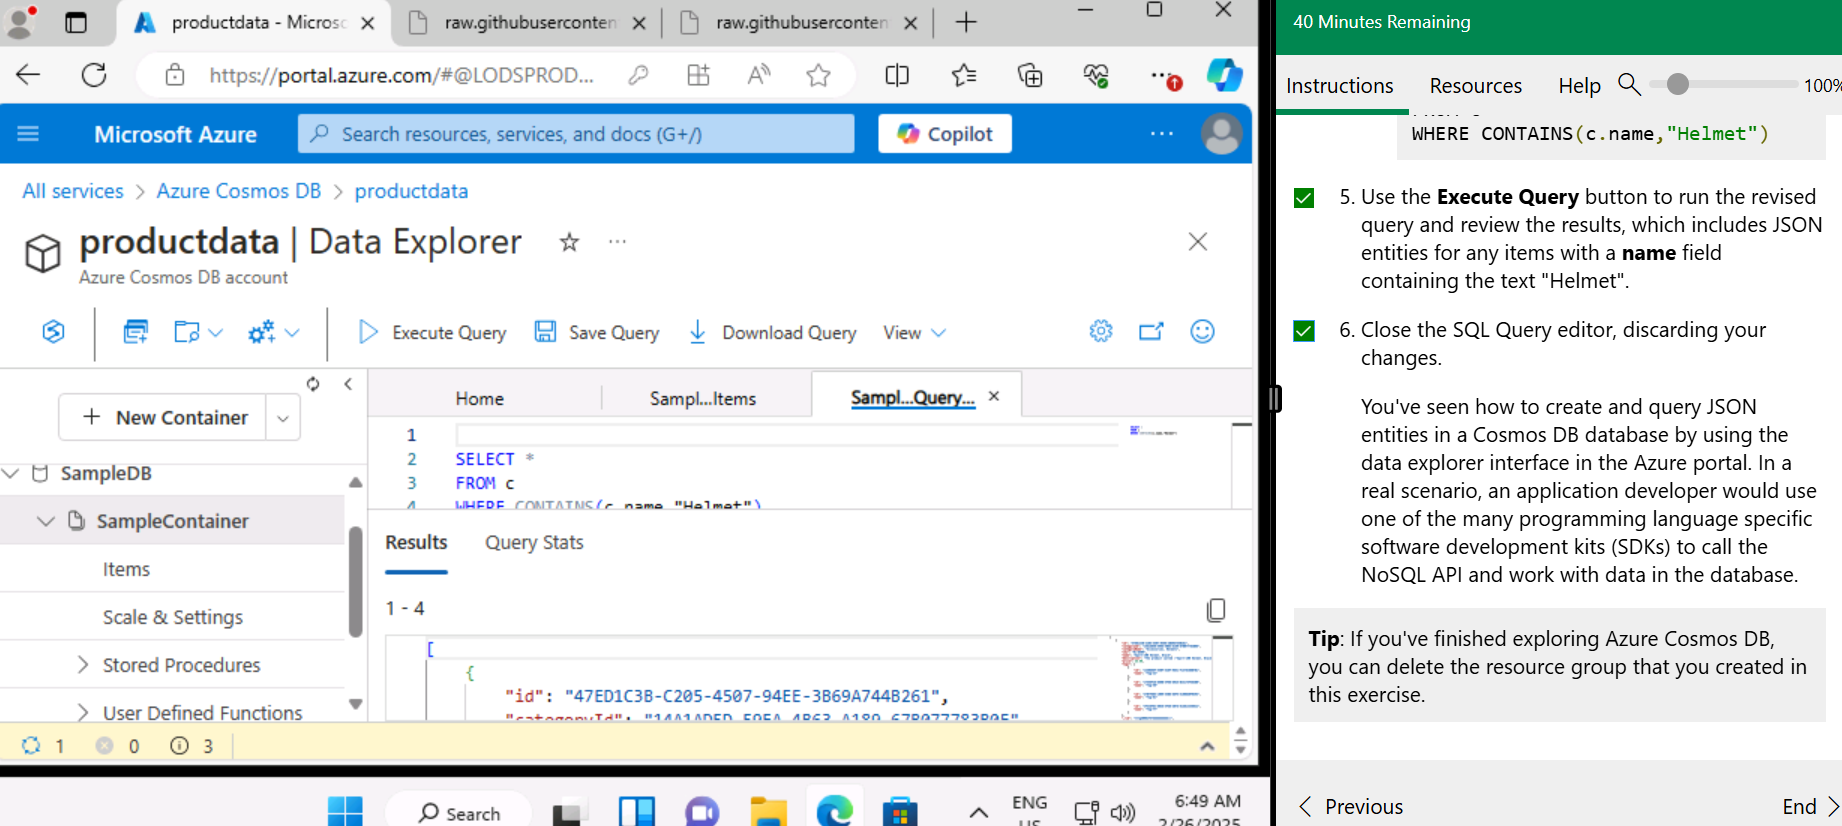 productdata - Microsc
raw.githubuserconten
raw.githubuserconten
https://portal.azure.com/#@LODSPROD...
Microsoft Azure
Search resources, services, and docs (G+/)
Copilot
All services > Azure Cosmos DB > productdata
productdata | Data Explorer
Azure Cosmos DB account
Execute Query
Save Query
Download Query
View
New Container
SampleDB
SampleContainer
Items
Scale & Settings
Stored Procedures
User Defined Functions
Home
Sampl...Items
Sampl...Query...
1
2 SELECT *
3 FROM c
4 WHERE CONTAINS(c.name,"Helmet")
Results
Query Stats
1 - 4
[
{
"id": "47ED1C3B-C205-4507-94EE-3B69A744B261",
1
0
3
Search
ENG
US
6:49 AM
2/26/2025
40 Minutes Remaining
Instructions
Resources
Help
100%
WHERE CONTAINS(c.name,"Helmet")
5. Use the Execute Query button to run the revised
query and review the results, which includes JSON
entities for any items with a name field
containing the text "Helmet".
6. Close the SQL Query editor, discarding your
changes.
You've seen how to create and query JSON
entities in a Cosmos DB database by using the
data explorer interface in the Azure portal. In a
real scenario, an application developer would use
one of the many programming language specific
software development kits (SDKs) to call the
NoSQL API and work with data in the database.
Tip: If you've finished exploring Azure Cosmos DB,
you can delete the resource group that you created in
this exercise.
Previous
End